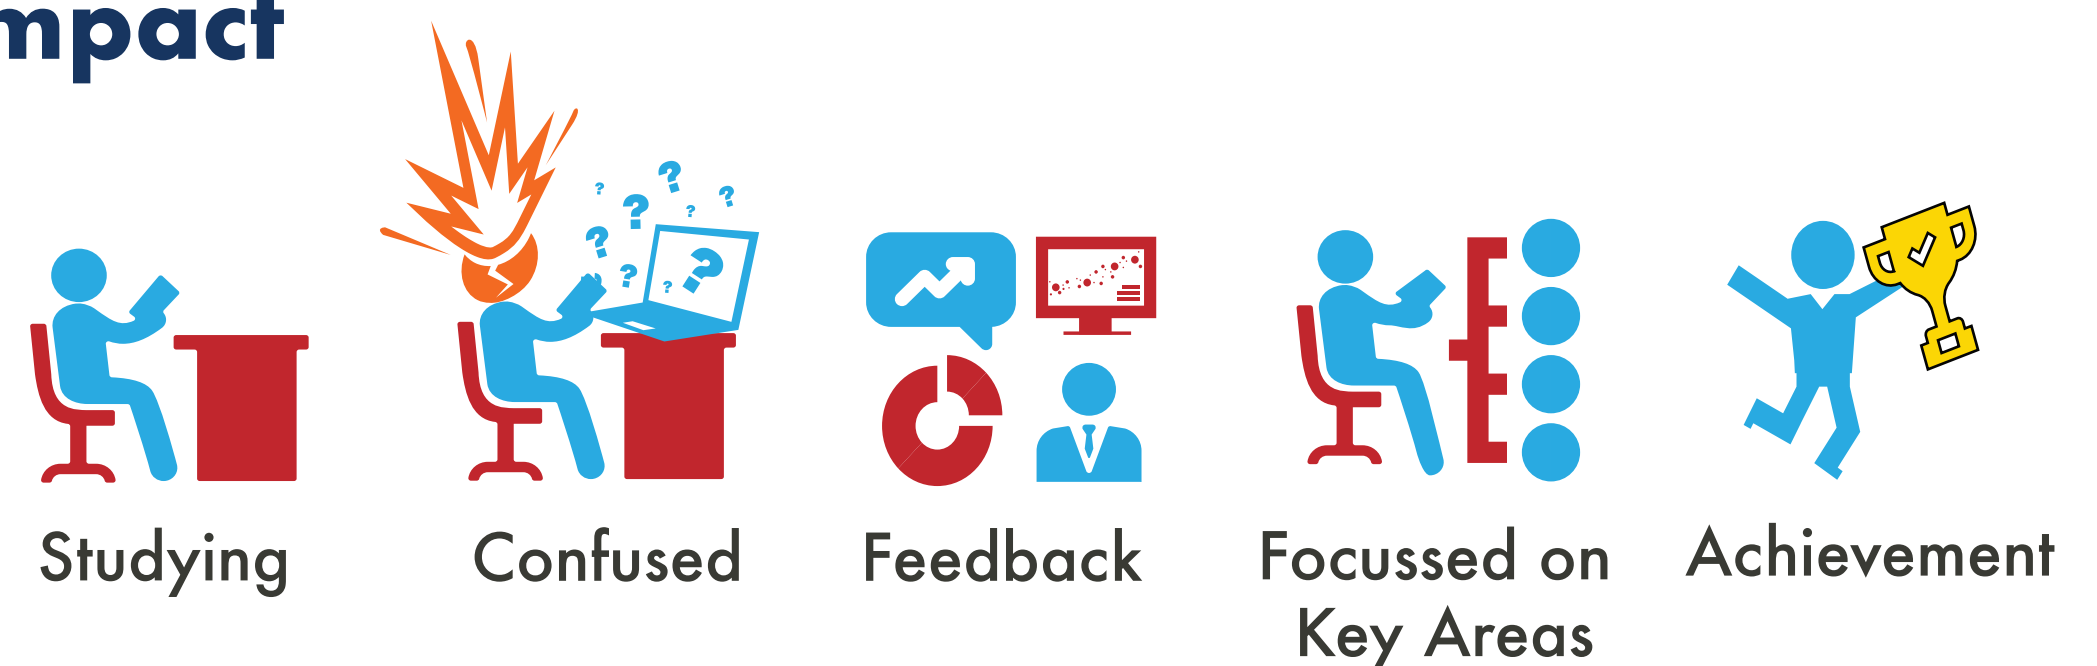 mpact
Studying
Confused
Feedback
Focussed on
Key Areas
Achievement